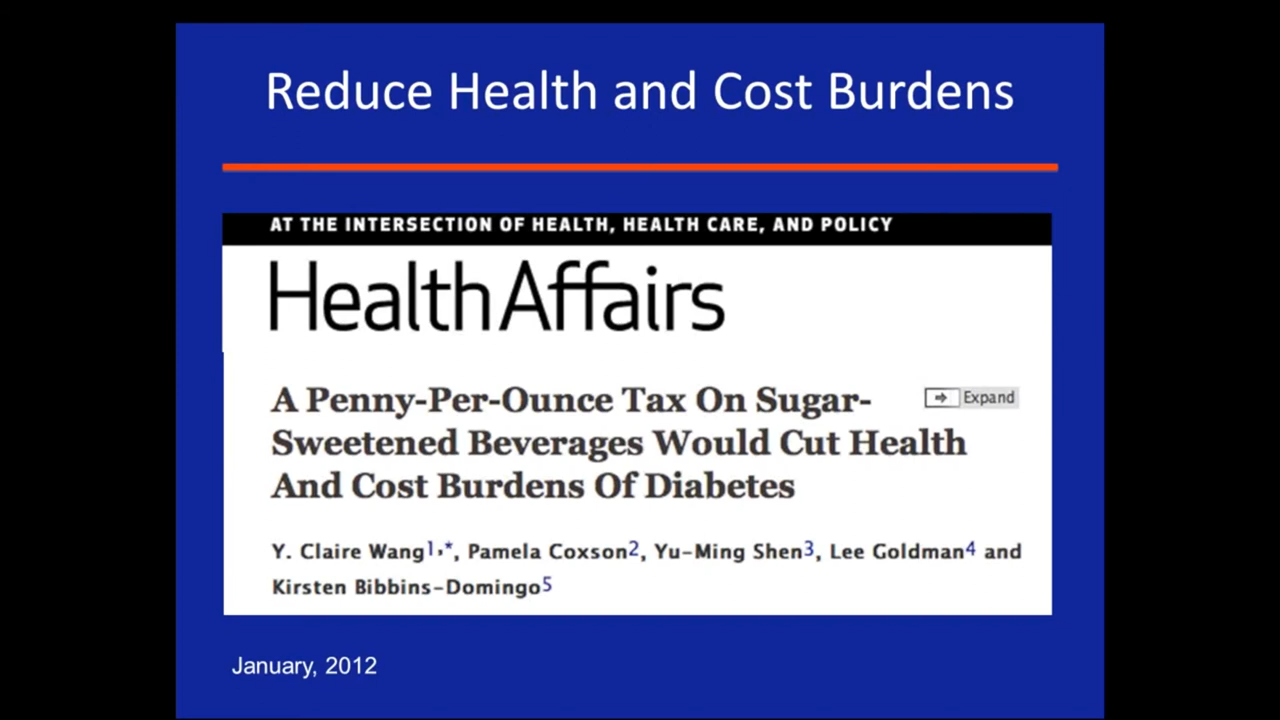 Reduce Health and Cost Burdens
AT THE INTERSECTION OF HEALTH, HEALTH CARE, AND POLICY
HealthAffairs
A Penny-Per-Ounce Tax On Sugar-
Expand
Sweetened Beverages Would Cut Health
And Cost Burdens Of Diabetes
Y. Claire Wang1,*, Pamela Coxson2, Yu-Ming Shen3, Lee Goldman4 and
Kirsten Bibbins-Domingo5
January, 2012